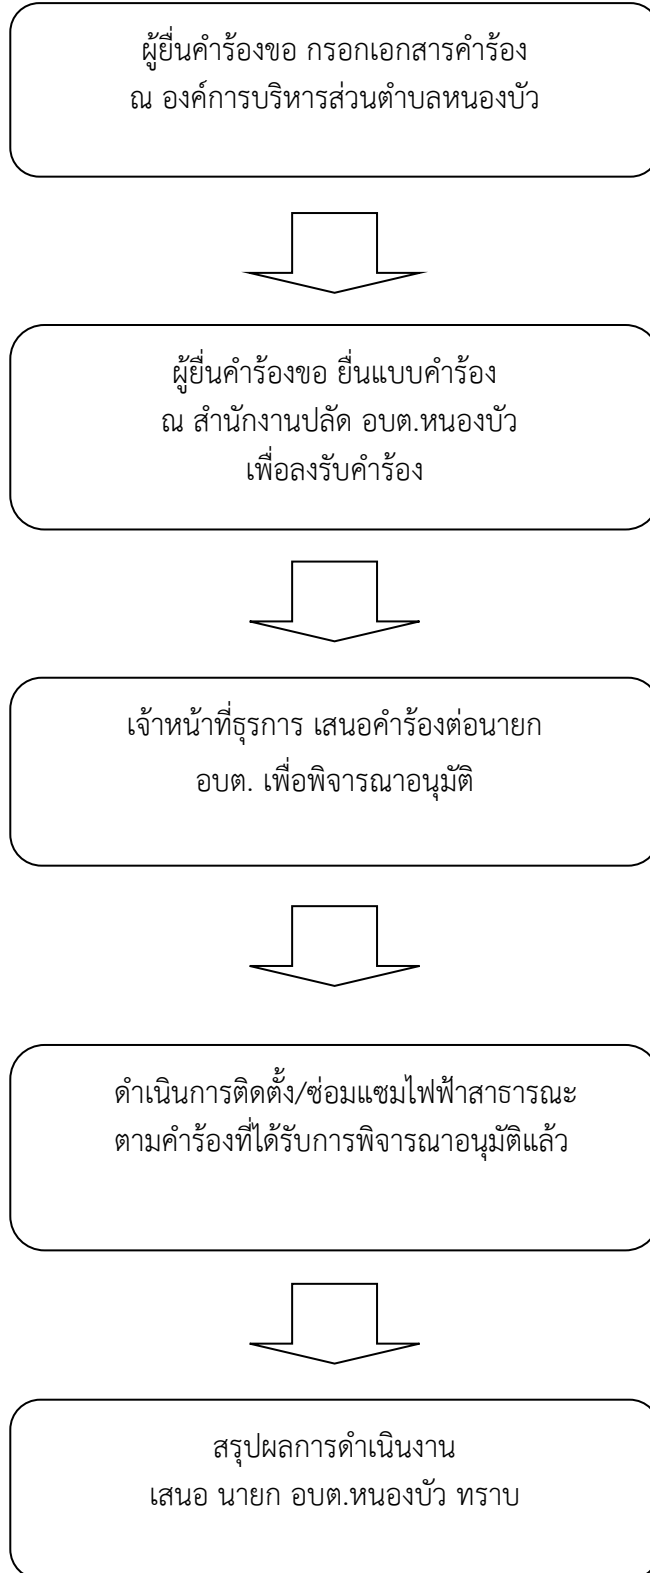 ผู้ยื่นคำร้องขอ กรอกเอกสารคำร้อง
ณ องค์การบริหารส่วนตำบลหนองบัว
ผู้ยื่นคำร้องขอ ยื่นแบบคำร้อง
ณ สำนักงานปลัด อบต.หนองบัว
เพื่อลงรับคำร้อง
เจ้าหน้าที่ธุรการ เสนอคำร้องต่อนายก
อบต. เพื่อพิจารณาอนุมัติ
ดำเนินการติดตั้ง/ซ่อมแซมไฟฟ้าสาธารณะ
ตามคำร้องที่ได้รับการพิจารณาอนุมัติแล้ว
สรุปผลการดำเนินงาน
เสนอ นายก อบต.หนองบัว ทราบ